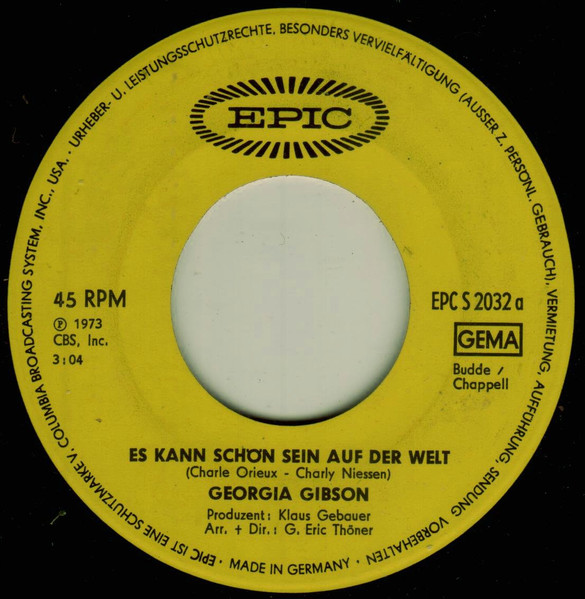 URHEBER- U. LEISTUNGSSCHUTZRECHTE, BESONDERS VERVIELFÄLTIGUNG (AUSSER Z. PERSÖNL. GEBRAUCH), VERMIETUNG, AUFFÜHRUNG, SENDUNG VORBEHALTEN
EPIC
45 RPM
℗ 1973
CBS, Inc.
3:04
EPC S 2032 a
GEMA
Budde /
Chappell
ES KANN SCHÖN SEIN AUF DER WELT
(Charle Orieux - Charly Niessen)
GEORGIA GIBSON
Produzent: Klaus Gebauer
Arr. + Dir.: G. Eric Thöner
· MADE IN GERMANY ·
EPIC IST EINE SCHUTZMARKE V. COLUMBIA BROADCASTING SYSTEM, INC., USA. ·